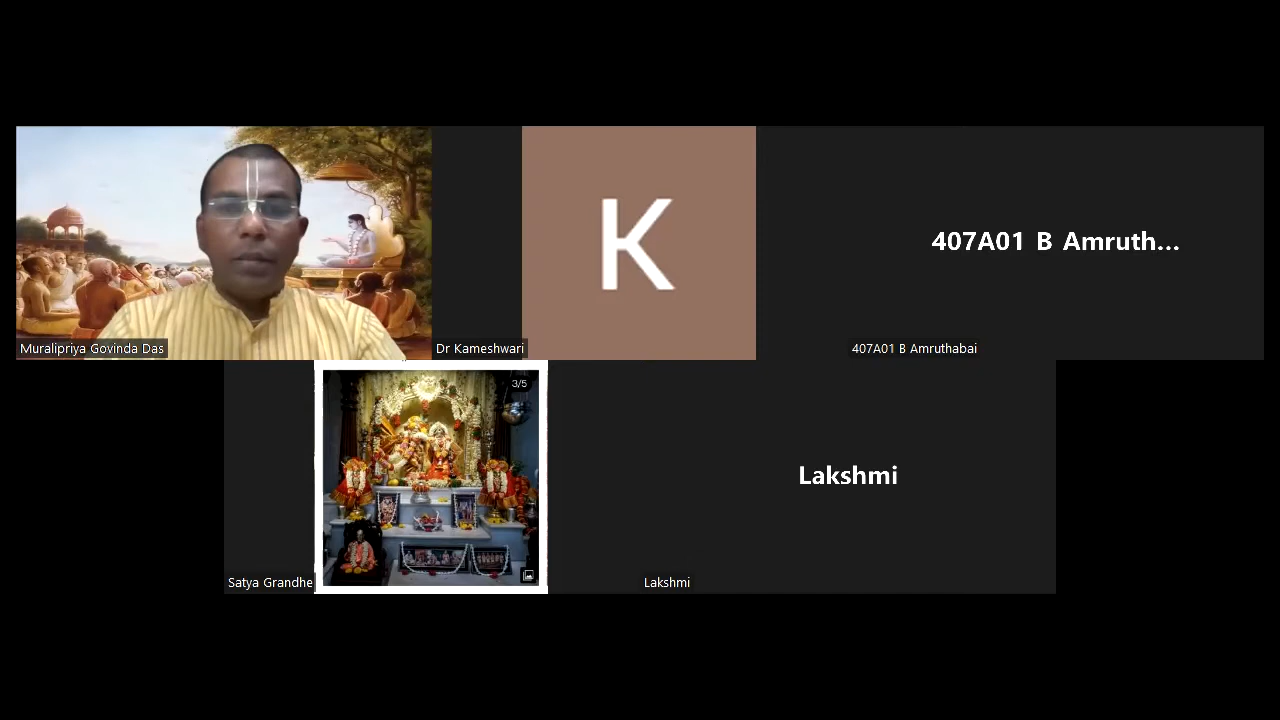 K
407A01 B Amruth...
Muralipriya Govinda Das
Dr Kameshwari
407A01 B Amruthabai
3/5
Lakshmi
Satya Grandhe
Lakshmi